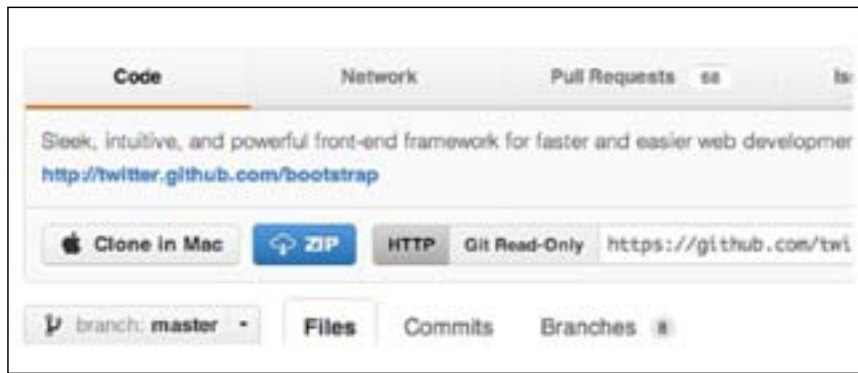 Code Network Pull Requests 68 Is
Sleek, intuitive, and powerful front-end framework for faster and easier web developmer
http://twitter.github.com/bootstrap
Clone in Mac ZIP HTTP Git Read-Only https://github.com/twi
branch: master Files Commits Branches 8